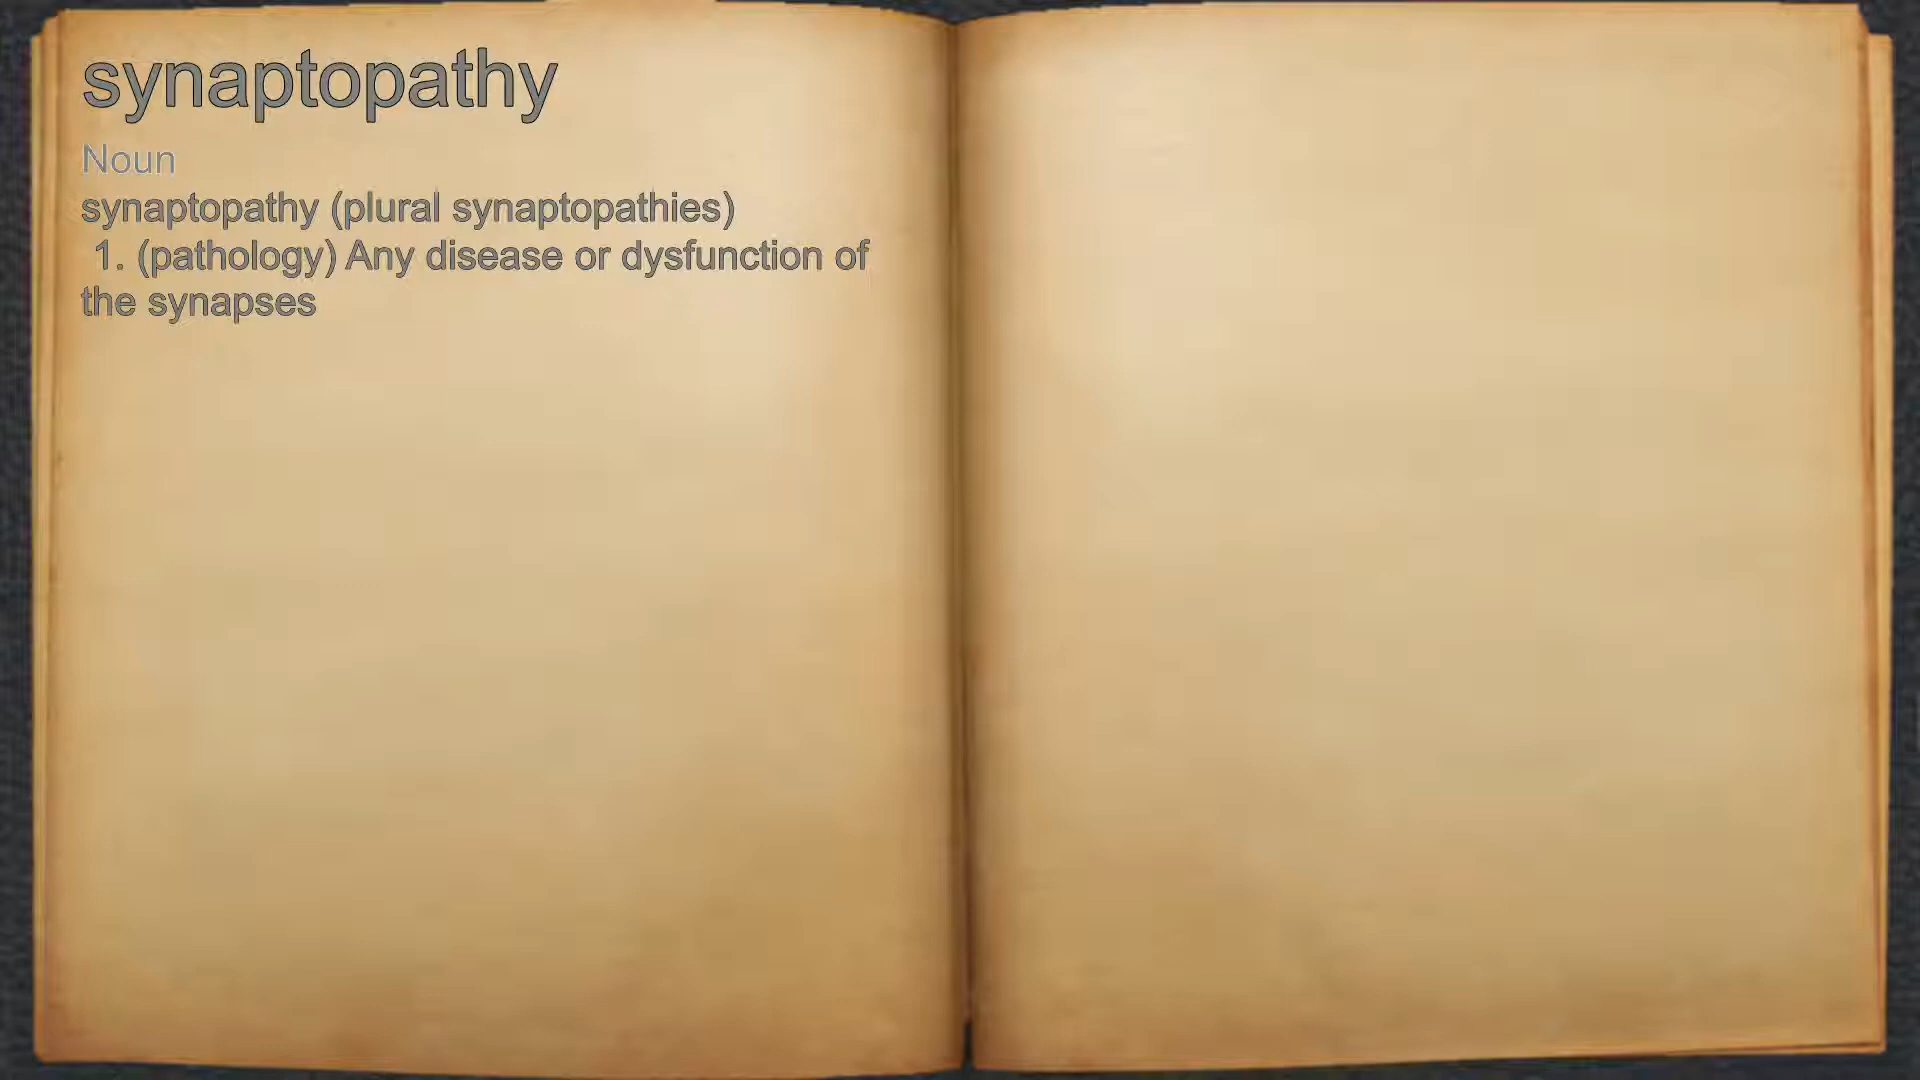 synaptopathy
Noun
synaptopathy (plural synaptopathies)
1. (pathology) Any disease or dysfunction of
the synapses